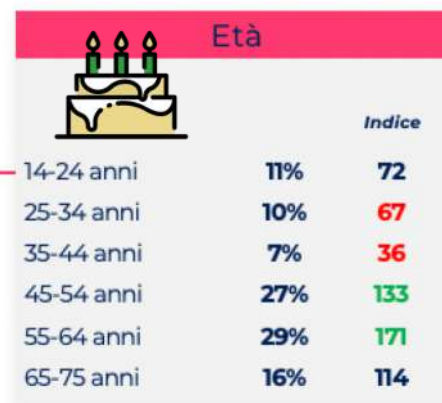 Età
Indice
14-24 anni 11% 72
25-34 anni 10% 67
35-44 anni 7% 36
45-54 anni 27% 133
55-64 anni 29% 171
65-75 anni 16% 114